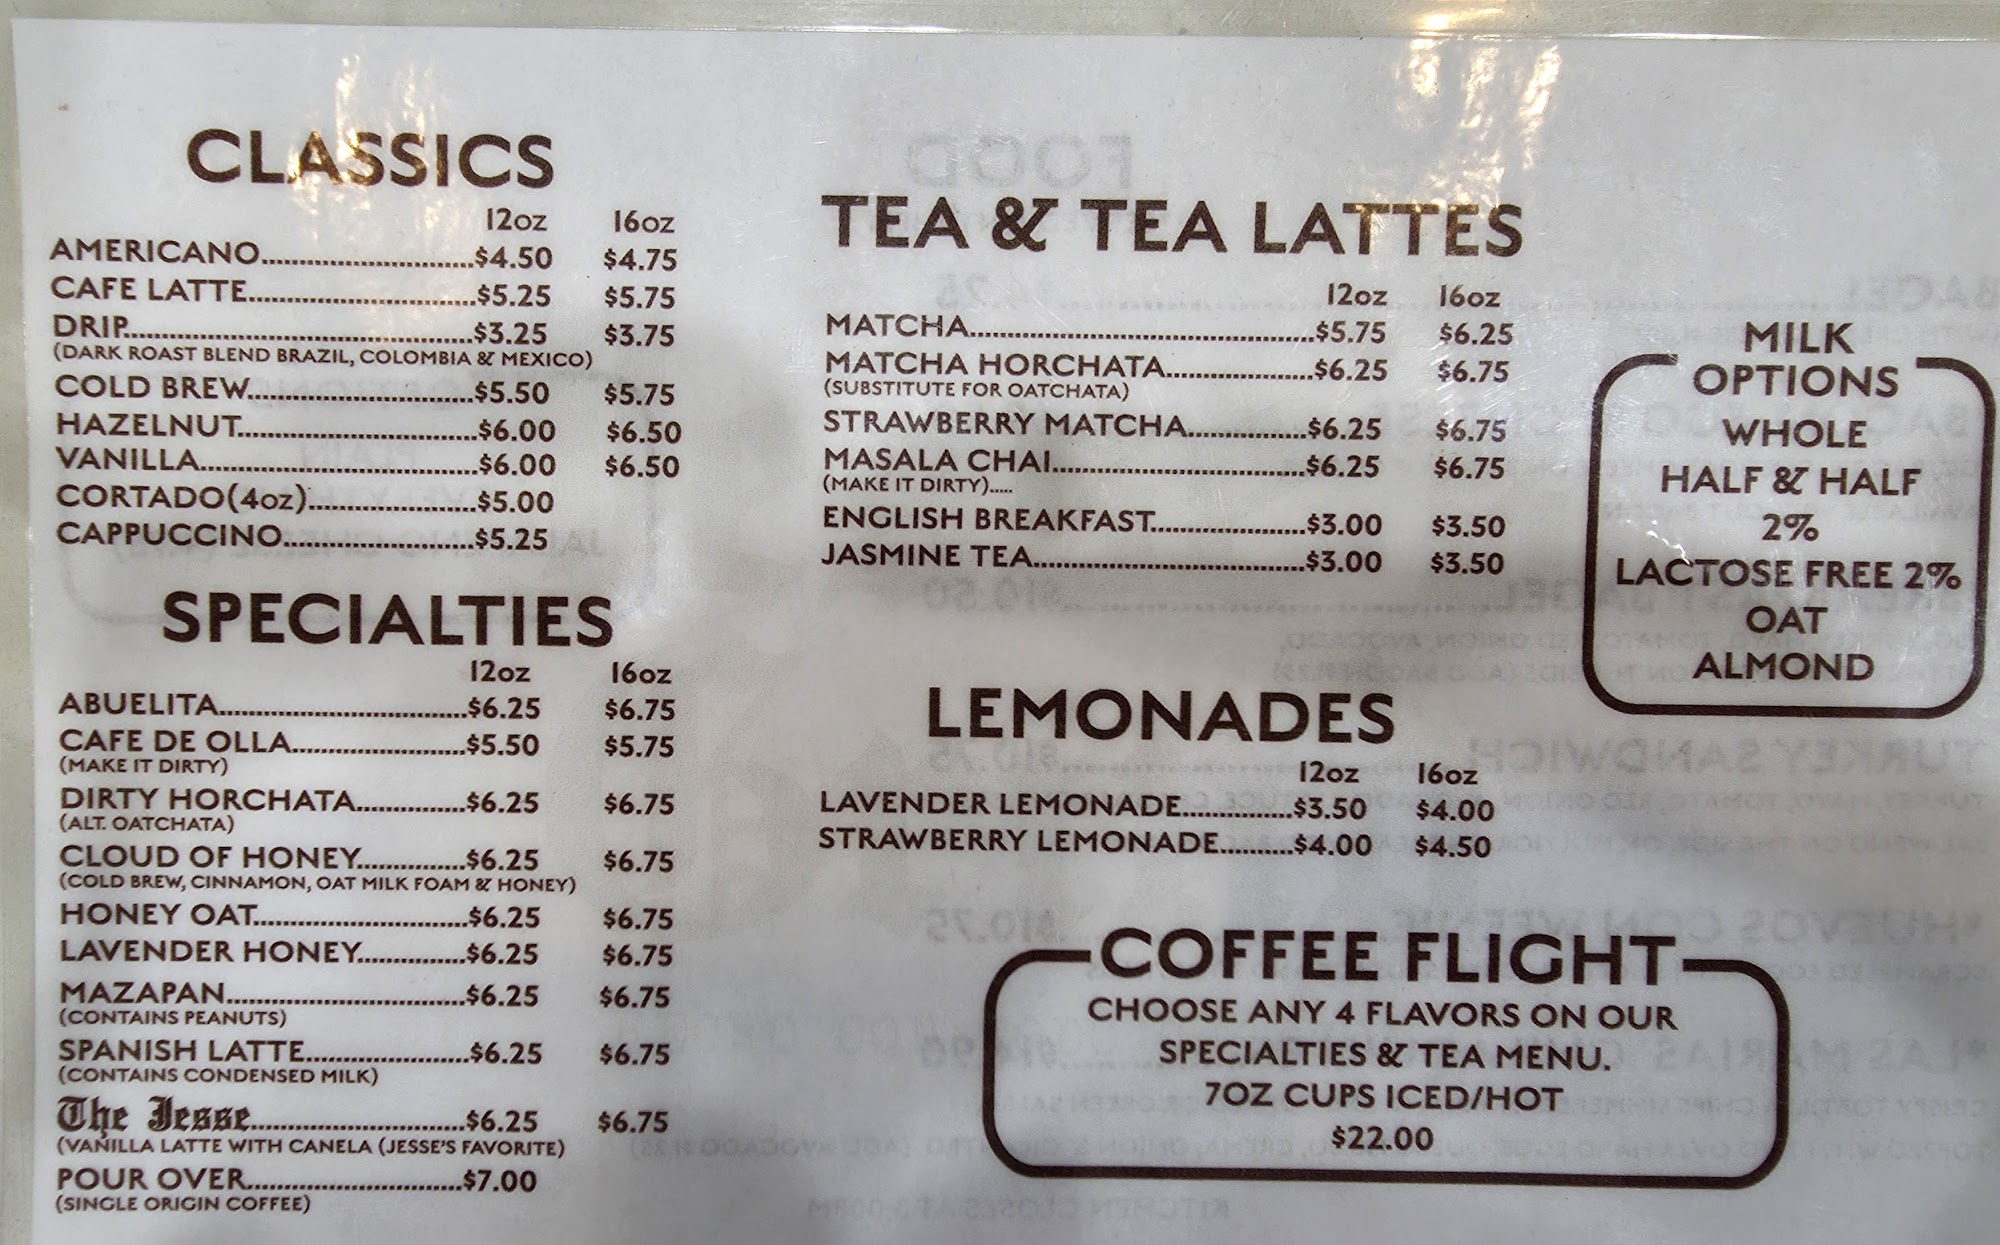 CLASSICS
12oz 16oz
AMERICANO $4.50 $4.75
CAFE LATTE $5.25 $5.75
DRIP $3.25 $3.75
(DARK ROAST BLEND BRAZIL, COLOMBIA & MEXICO)
COLD BREW $5.50 $5.75
HAZELNUT $6.00 $6.50
VANILLA $6.00 $6.50
CORTADO(4oz) $5.00
CAPPUCCINO $5.25
SPECIALTIES
12oz 16oz
ABUELITA $6.25 $6.75
CAFE DE OLLA $5.50 $5.75
(MAKE IT DIRTY)
DIRTY HORCHATA $6.25 $6.75
(ALT. OATCHATA)
CLOUD OF HONEY $6.25 $6.75
(COLD BREW, CINNAMON, OAT MILK FOAM & HONEY)
HONEY OAT $6.25 $6.75
LAVENDER HONEY $6.25 $6.75
MAZAPAN $6.25 $6.75
(CONTAINS PEANUTS)
SPANISH LATTE $6.25 $6.75
(CONTAINS CONDENSED MILK)
The Jesse $6.25 $6.75
(VANILLA LATTE WITH CANELA (JESSE'S FAVORITE)
POUR OVER $7.00
(SINGLE ORIGIN COFFEE)
TEA & TEA LATTES
12oz 16oz
MATCHA $5.75 $6.25
MATCHA HORCHATA $6.25 $6.75
(SUBSTITUTE FOR OATCHATA)
STRAWBERRY MATCHA $6.25 $6.75
MASALA CHAI $6.25 $6.75
(MAKE IT DIRTY).....
ENGLISH BREAKFAST $3.00 $3.50
JASMINE TEA $3.00 $3.50
LEMONADES
12oz 16oz
LAVENDER LEMONADE $3.50 $4.00
STRAWBERRY LEMONADE $4.00 $4.50
COFFEE FLIGHT
CHOOSE ANY 4 FLAVORS ON OUR
SPECIALTIES & TEA MENU.
7OZ CUPS ICED/HOT
$22.00
MILK
OPTIONS
WHOLE
HALF & HALF
2%
LACTOSE FREE 2%
OAT
ALMOND